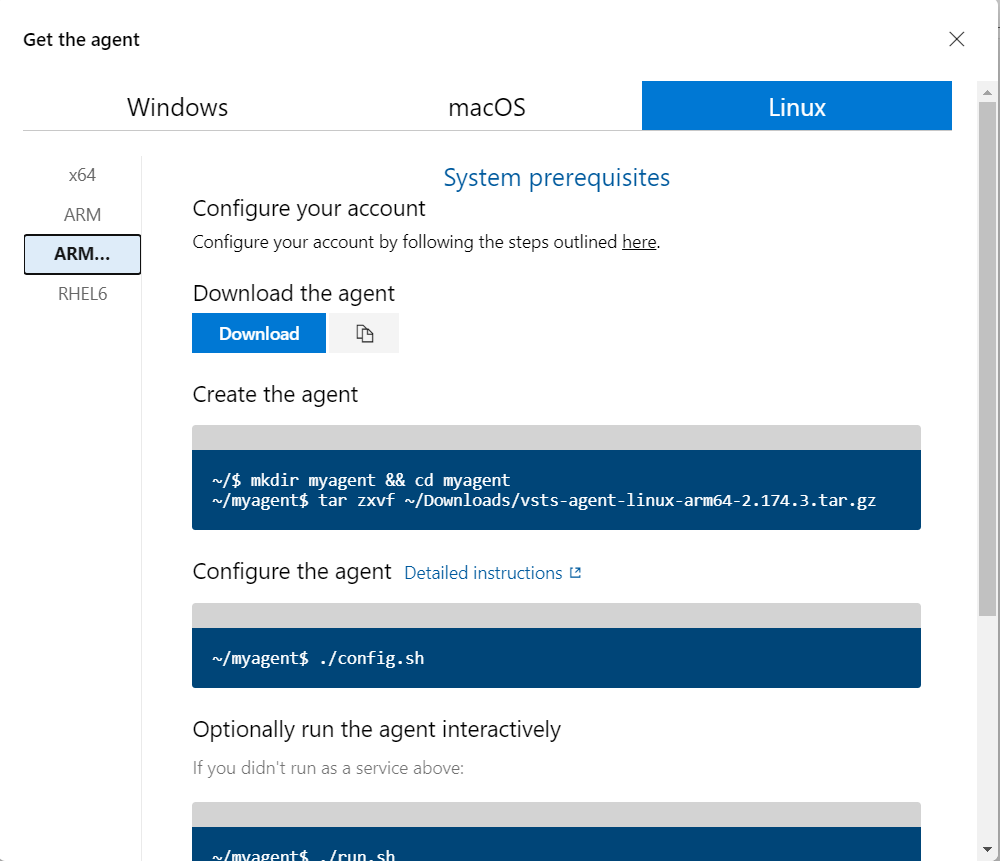 Get the agent
Windows
macOS
Linux
x64
ARM
ARM...
RHEL6
System prerequisites
Configure your account
Configure your account by following the steps outlined here.
Download the agent
Download
Create the agent
~/$ mkdir myagent && cd myagent
~/myagent$ tar zxvf ~/Downloads/vsts-agent-linux-arm64-2.174.3.tar.gz
Configure the agent Detailed instructions
~/myagent$ ./config.sh
Optionally run the agent interactively
If you didn't run as a service above:
~/myagent$ ./run.sh